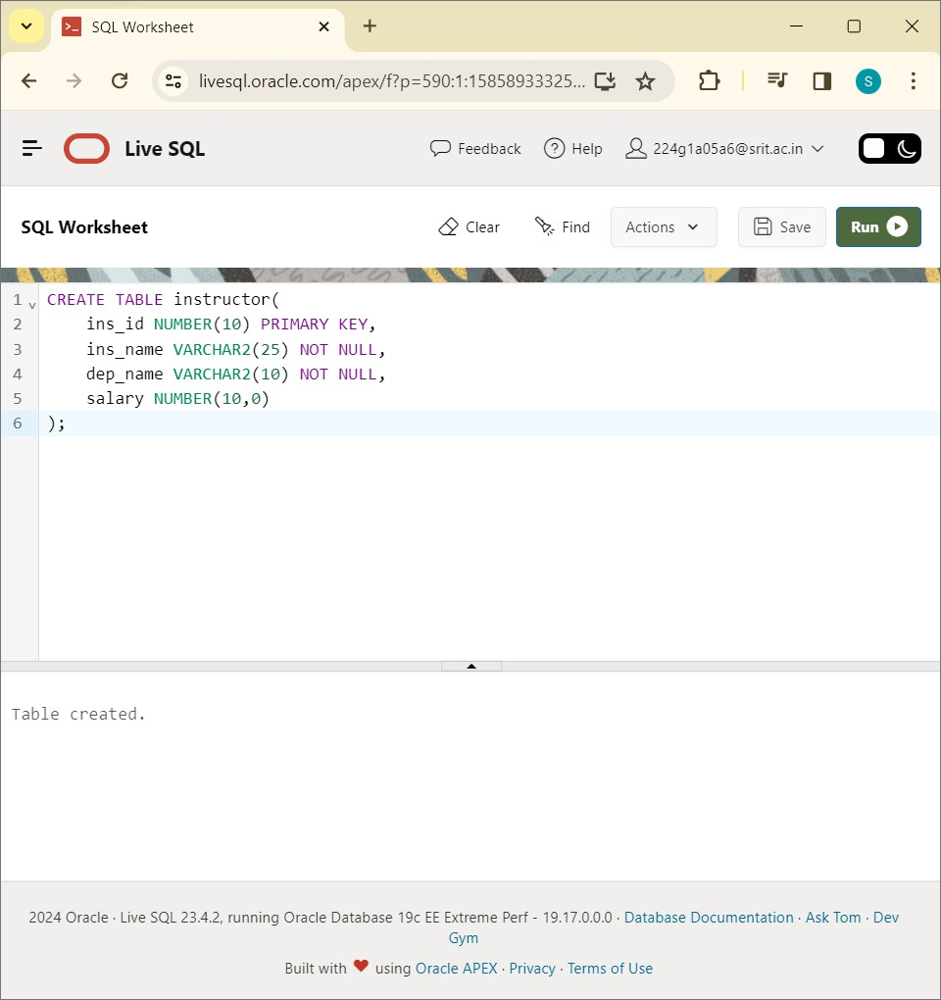 SQL Worksheet
livesql.oracle.com/apex/f?p=590:1:15858933325...
S
Live SQL
Feedback
Help
224g1a05a6@srit.ac.in
SQL Worksheet
Clear
Find
Actions
Save
Run
1 CREATE TABLE instructor(
2 ins_id NUMBER(10) PRIMARY KEY,
3 ins_name VARCHAR2(25) NOT NULL,
4 dep_name VARCHAR2(10) NOT NULL,
5 salary NUMBER(10,0)
6 );
Table created.
2024 Oracle · Live SQL 23.4.2, running Oracle Database 19c EE Extreme Perf - 19.17.0.0.0 · Database Documentation · Ask Tom · Dev
Gym
Built with ❤ using Oracle APEX · Privacy · Terms of Use